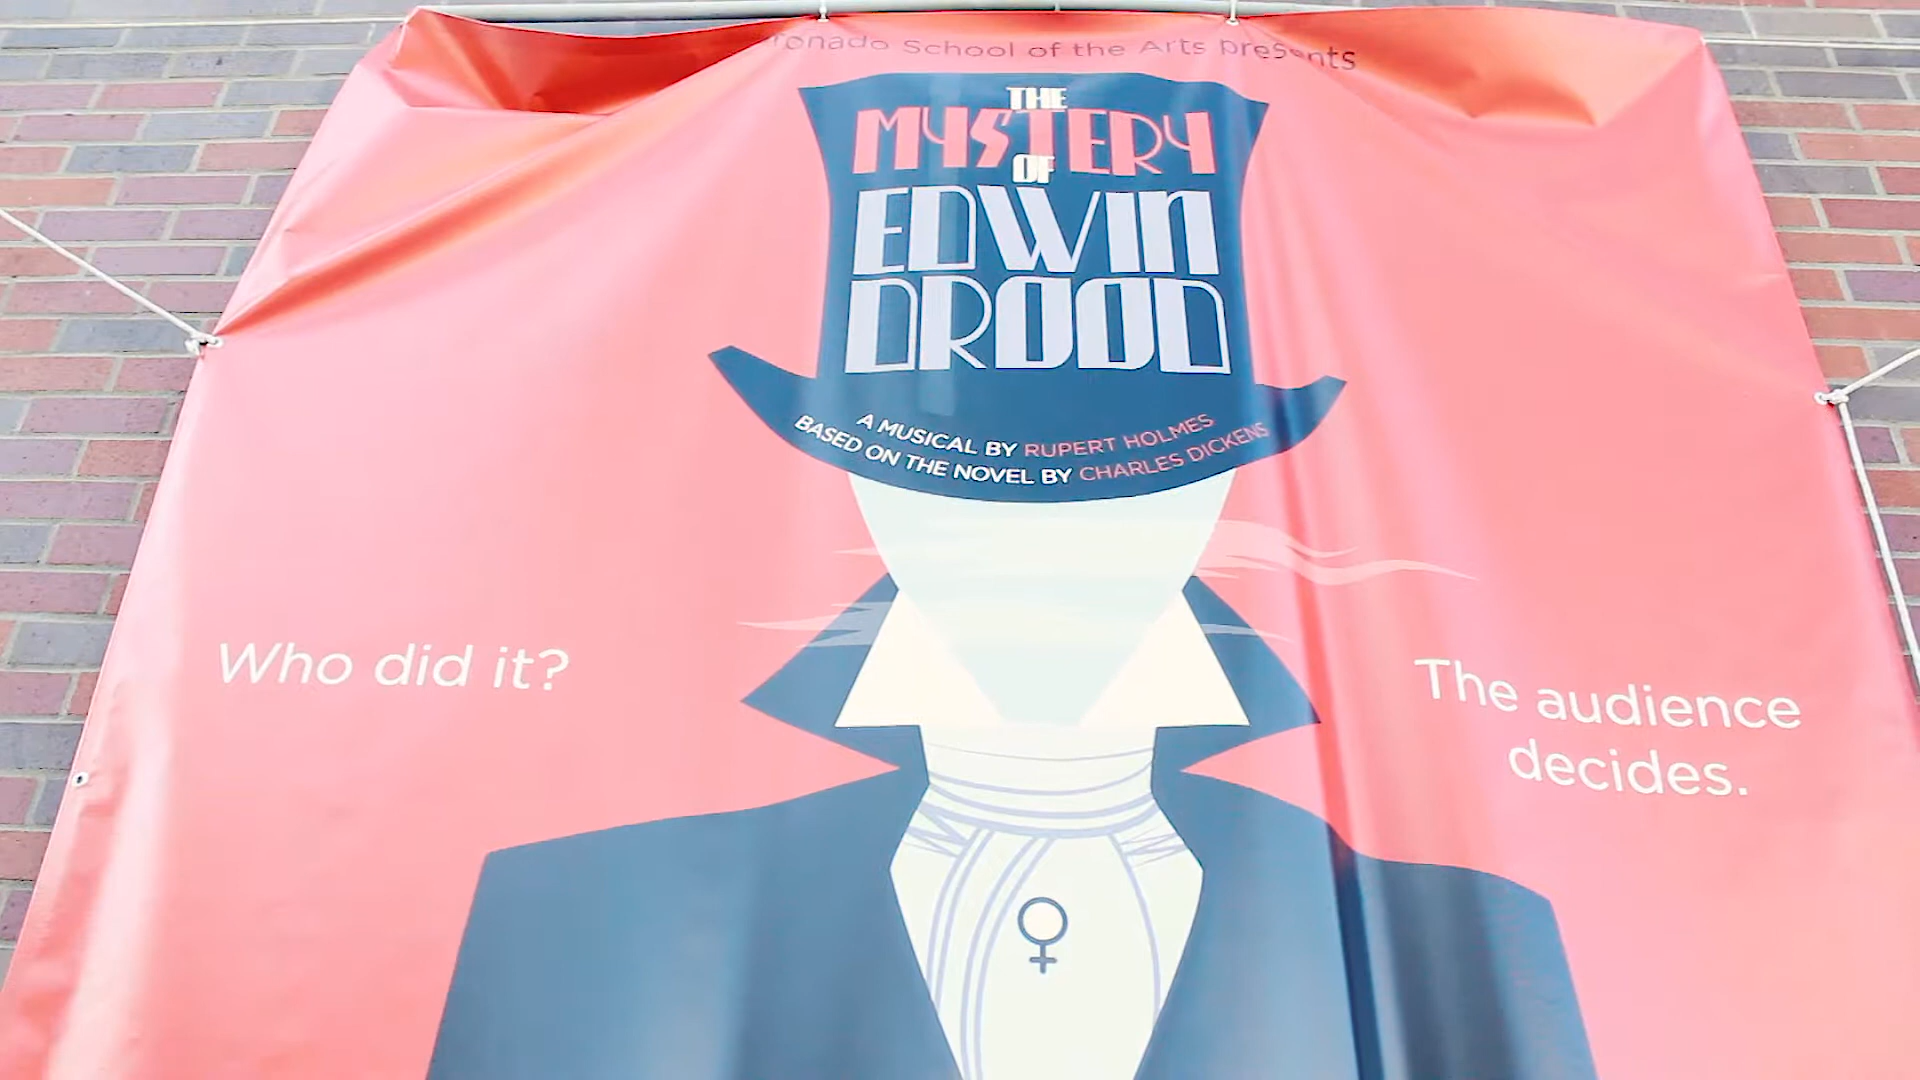 ronado School of the Arts presents
THE
MYSTERY
OF
EDWIN
DROOD
A MUSICAL BY RUPERT HOLMES
BASED ON THE NOVEL BY CHARLES DICKENS
Who did it?
The audience
decides.